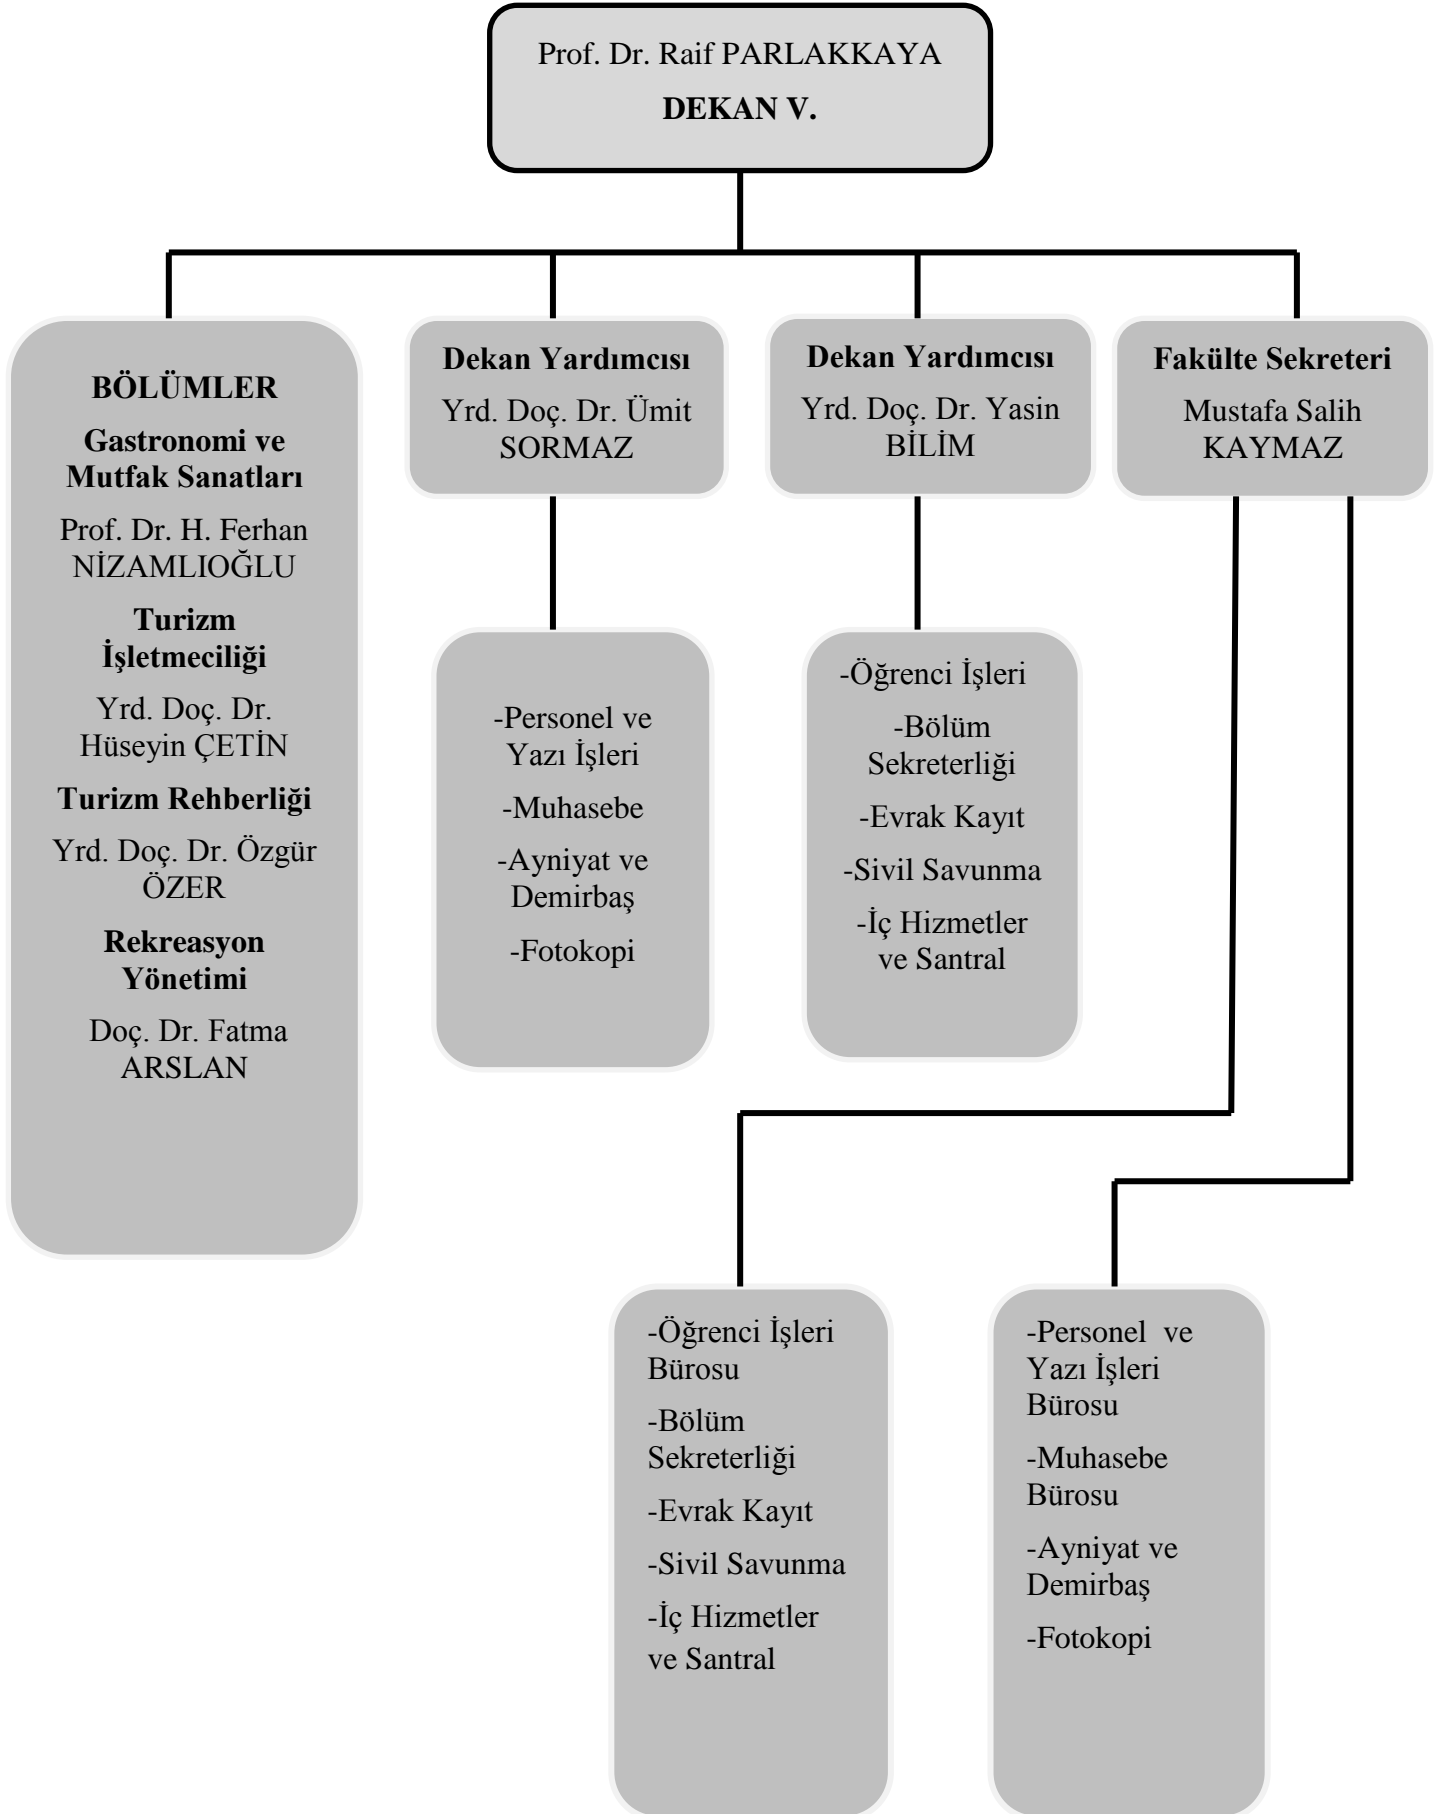 Prof. Dr. Raif PARLAKKAYA
DEKAN V.
BÖLÜMLER
Gastronomi ve
Mutfak Sanatları
Prof. Dr. H. Ferhan
NİZAMLIOĞLU
Turizm
İşletmeciliği
Yrd. Doç. Dr.
Hüseyin ÇETİN
Turizm Rehberliği
Yrd. Doç. Dr. Özgür
ÖZER
Rekreasyon
Yönetimi
Doç. Dr. Fatma
ARSLAN
Dekan Yardımcısı
Yrd. Doç. Dr. Ümit
SORMAZ
Dekan Yardımcısı
Yrd. Doç. Dr. Yasin
BİLİM
Fakülte Sekreteri
Mustafa Salih
KAYMAZ
-Personel ve
Yazı İşleri
-Muhasebe
-Ayniyat ve
Demirbaş
-Fotokopi
-Öğrenci İşleri
-Bölüm
Sekreterliği
-Evrak Kayıt
-Sivil Savunma
-İç Hizmetler
ve Santral
-Öğrenci İşleri
Bürosu
-Bölüm
Sekreterliği
-Evrak Kayıt
-Sivil Savunma
-İç Hizmetler
ve Santral
-Personel  ve
Yazı İşleri
Bürosu
-Muhasebe
Bürosu
-Ayniyat ve
Demirbaş
-Fotokopi